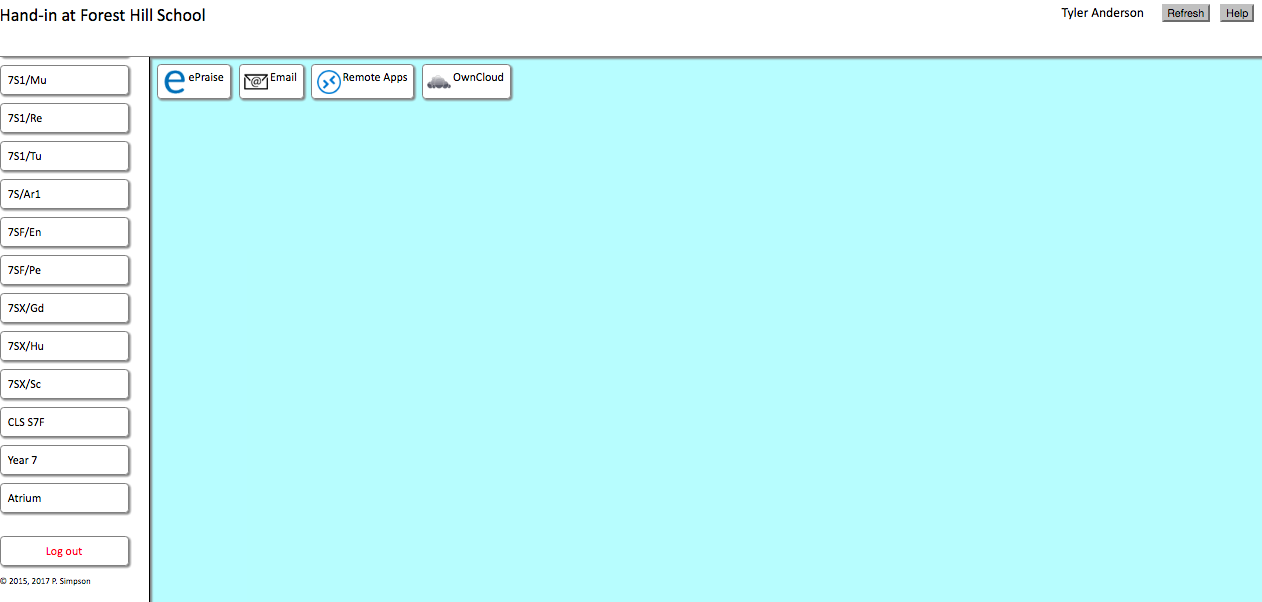 Hand-in at Forest Hill School
Tyler Anderson
Refresh
Help
7S1/Mu
7S1/Re
7S1/Tu
7S/Ar1
7SF/En
7SF/Pe
7SX/Gd
7SX/Hu
7SX/Sc
CLS S7F
Year 7
Atrium
Log out
© 2015, 2017 P. Simpson
ePraise
Email
Remote Apps
OwnCloud